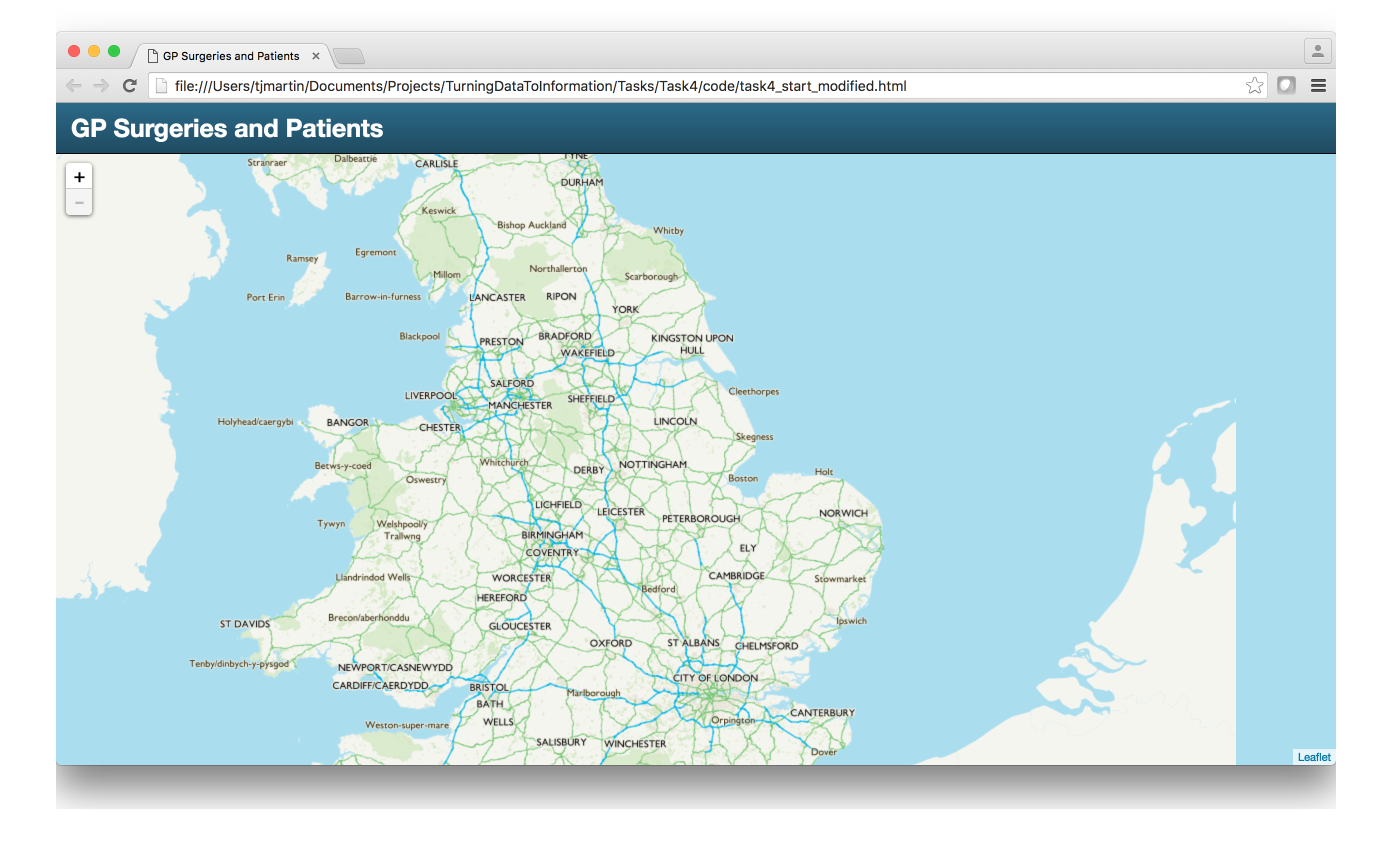 GP Surgeries and Patients
file:///Users/tjmartin/Documents/Projects/TurningDataToInformation/Tasks/Task4/code/task4_start_modified.html
GP Surgeries and Patients
+
−
TYNE
Stranraer
Dalbeattie
CARLISLE
DURHAM
Keswick
Bishop Auckland
Whitby
Egremont
Ramsey
Millom
Northallerton
Scarborough
Port Erin
Barrow-in-furness
LANCASTER
RIPON
YORK
Blackpool
PRESTON
BRADFORD
KINGSTON UPON
HULL
WAKEFIELD
SALFORD
LIVERPOOL
MANCHESTER
SHEFFIELD
Cleethorpes
Holyhead/caergybi
BANGOR
CHESTER
LINCOLN
Skegness
Betws-y-coed
Whitchurch
DERBY
NOTTINGHAM
Oswestry
Boston
Holt
LICHFIELD
LEICESTER
PETERBOROUGH
NORWICH
Tywyn
Welshpool/y
Trallwng
BIRMINGHAM
COVENTRY
ELY
Llandrindod Wells
WORCESTER
CAMBRIDGE
Stowmarket
Bedford
HEREFORD
ST DAVIDS
Brecon/aberhonddu
GLOUCESTER
Ipswich
OXFORD
ST ALBANS
CHELMSFORD
Tenby/dinbych-y-pysgod
NEWPORT/CASNEWYDD
CITY OF LONDON
CARDIFF/CAERDYDD
BRISTOL
Marlborough
BATH
Weston-super-mare
WELLS
Orpington
CANTERBURY
SALISBURY
WINCHESTER
Dover
Leaflet